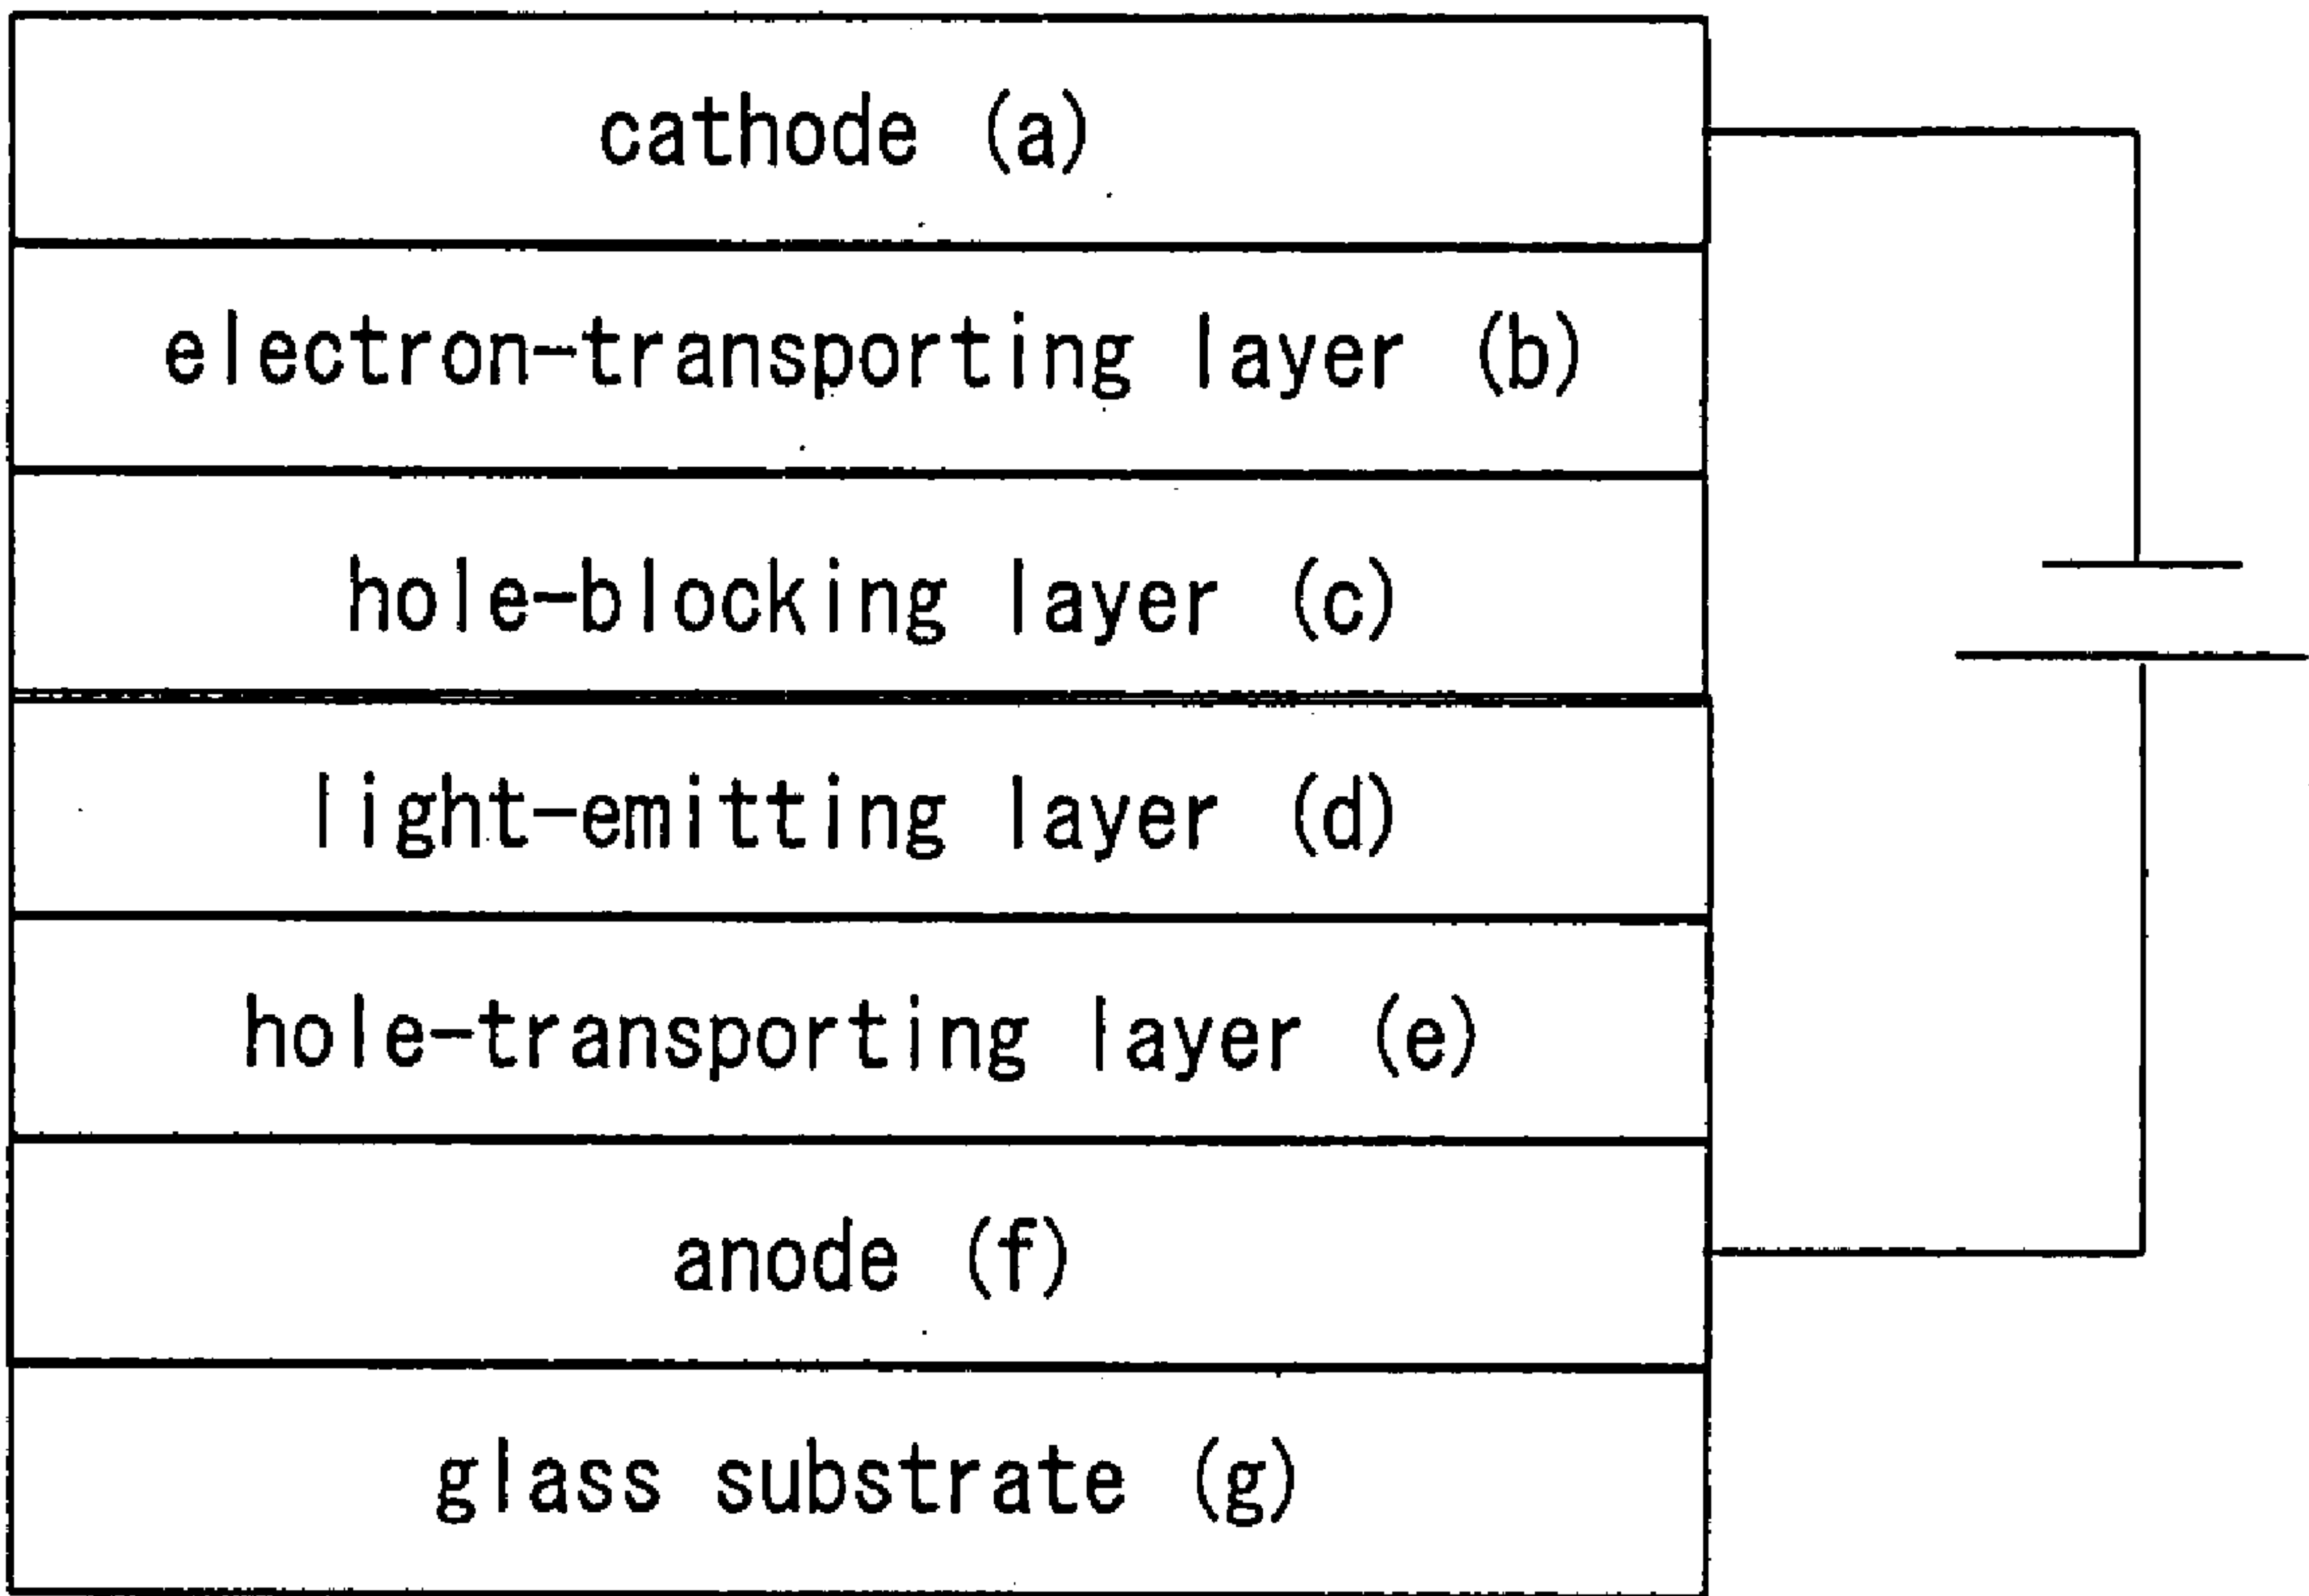 cathode (a)
electron-transporting layer (b)
hole-blocking layer (c)
light-emitting layer (d)
hole-transporting layer (e)
anode (f)
glass substrate (g)